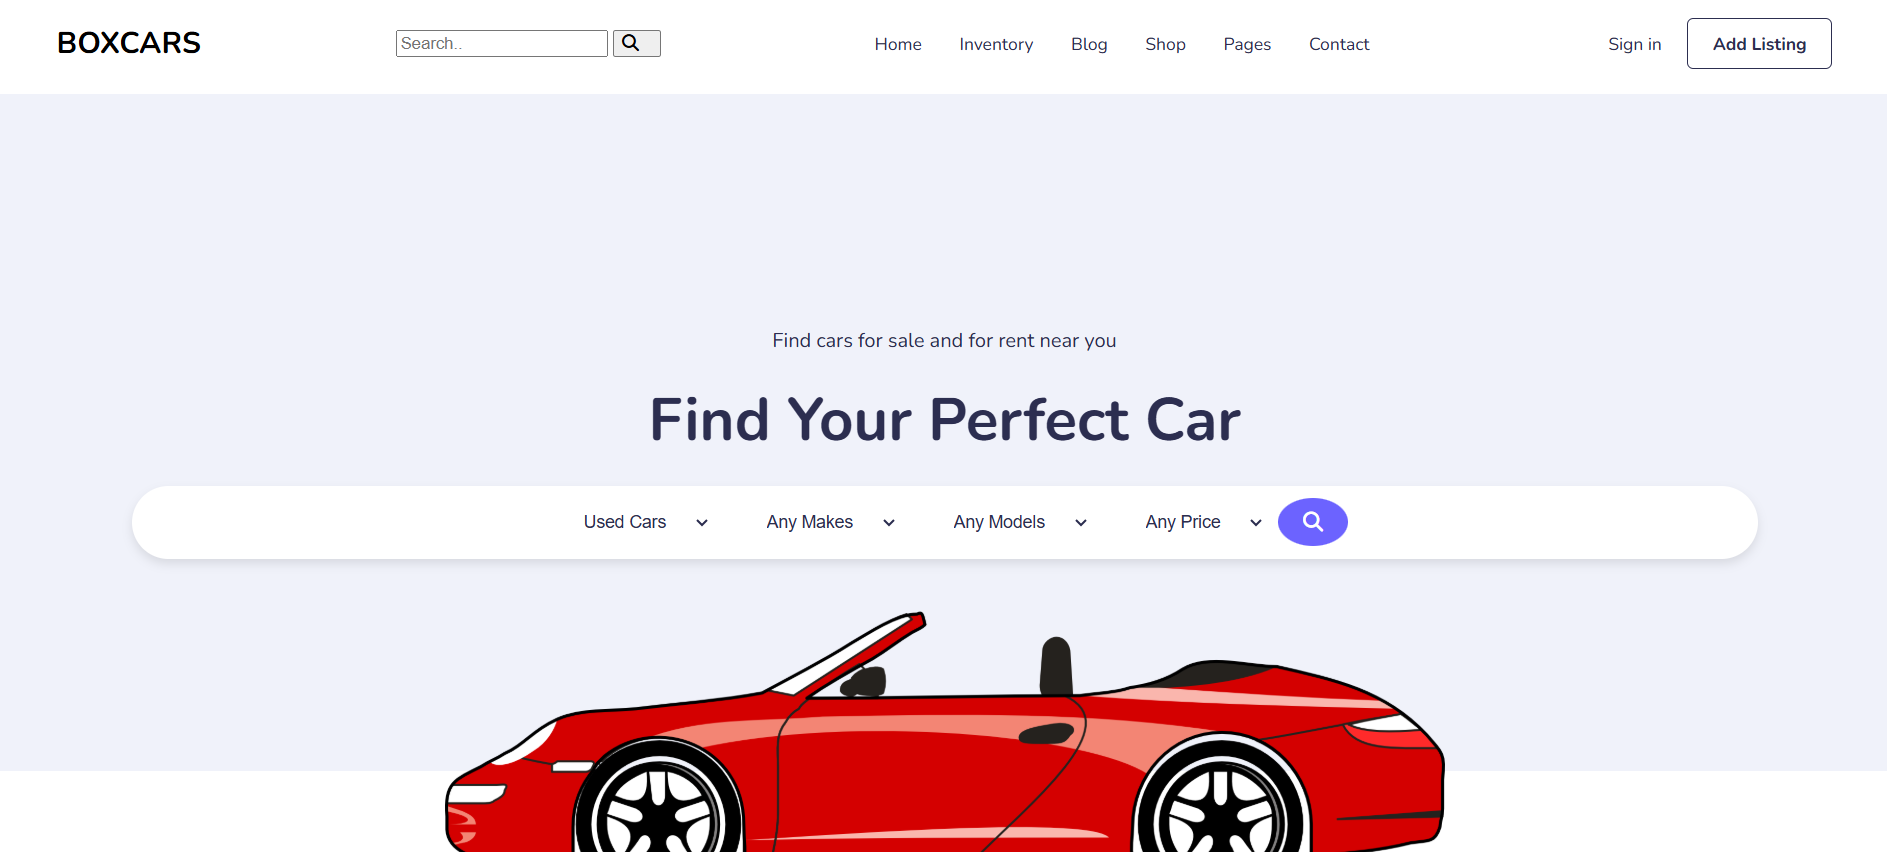 BOXCARS
Search..
Home Inventory Blog Shop Pages Contact
Sign in Add Listing
Find cars for sale and for rent near you
Find Your Perfect Car
Used Cars Any Makes Any Models Any Price